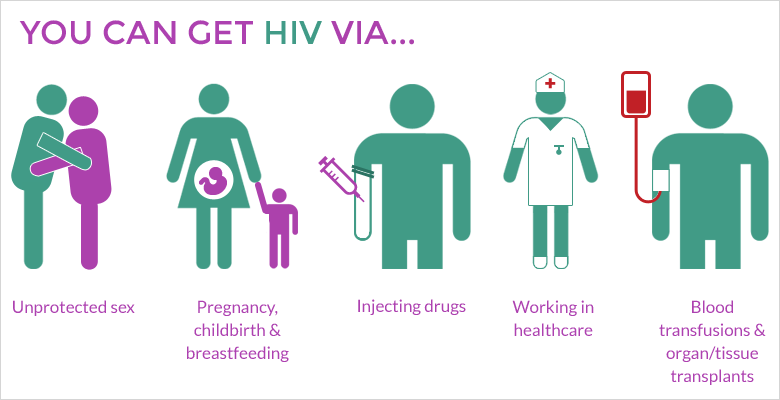 YOU CAN GET HIV VIA...
Unprotected sex
Pregnancy,
childbirth &
breastfeeding
Injecting drugs
Working in
healthcare
Blood
transfusions &
organ/tissue
transplants